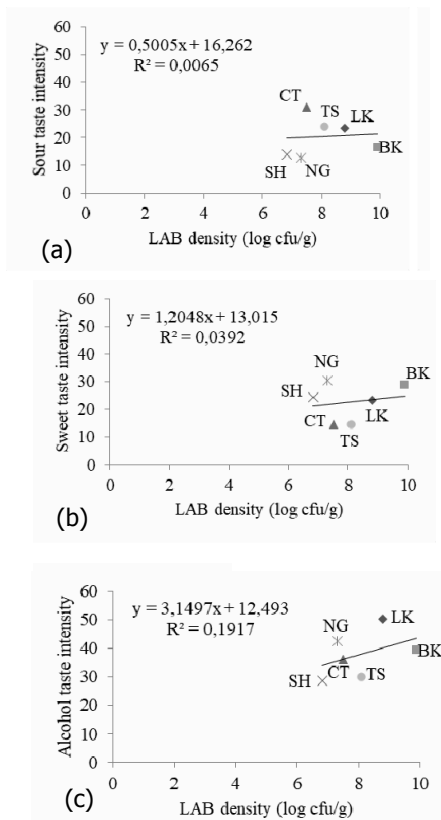 y = 0,5005x + 16,262
R² = 0,0065
Sour taste intensity
60
50
40
30
20
10
0
CT
TS
LK
BK
SH
NG
0 2 4 6 8 10
LAB density (log cfu/g)
(a)
y = 1,2048x + 13,015
R² = 0,0392
Sweet taste intensity
60
50
40
30
20
10
0
NG
BK
SH
LK
CT
TS
0 2 4 6 8 10
LAB density (log cfu/g)
(b)
y = 3,1497x + 12,493
R² = 0,1917
Alcohol taste intensity
60
50
40
30
20
10
0
LK
NG
BK
CT
TS
SH
0 2 4 6 8 10
LAB density (log cfu/g)
(c)